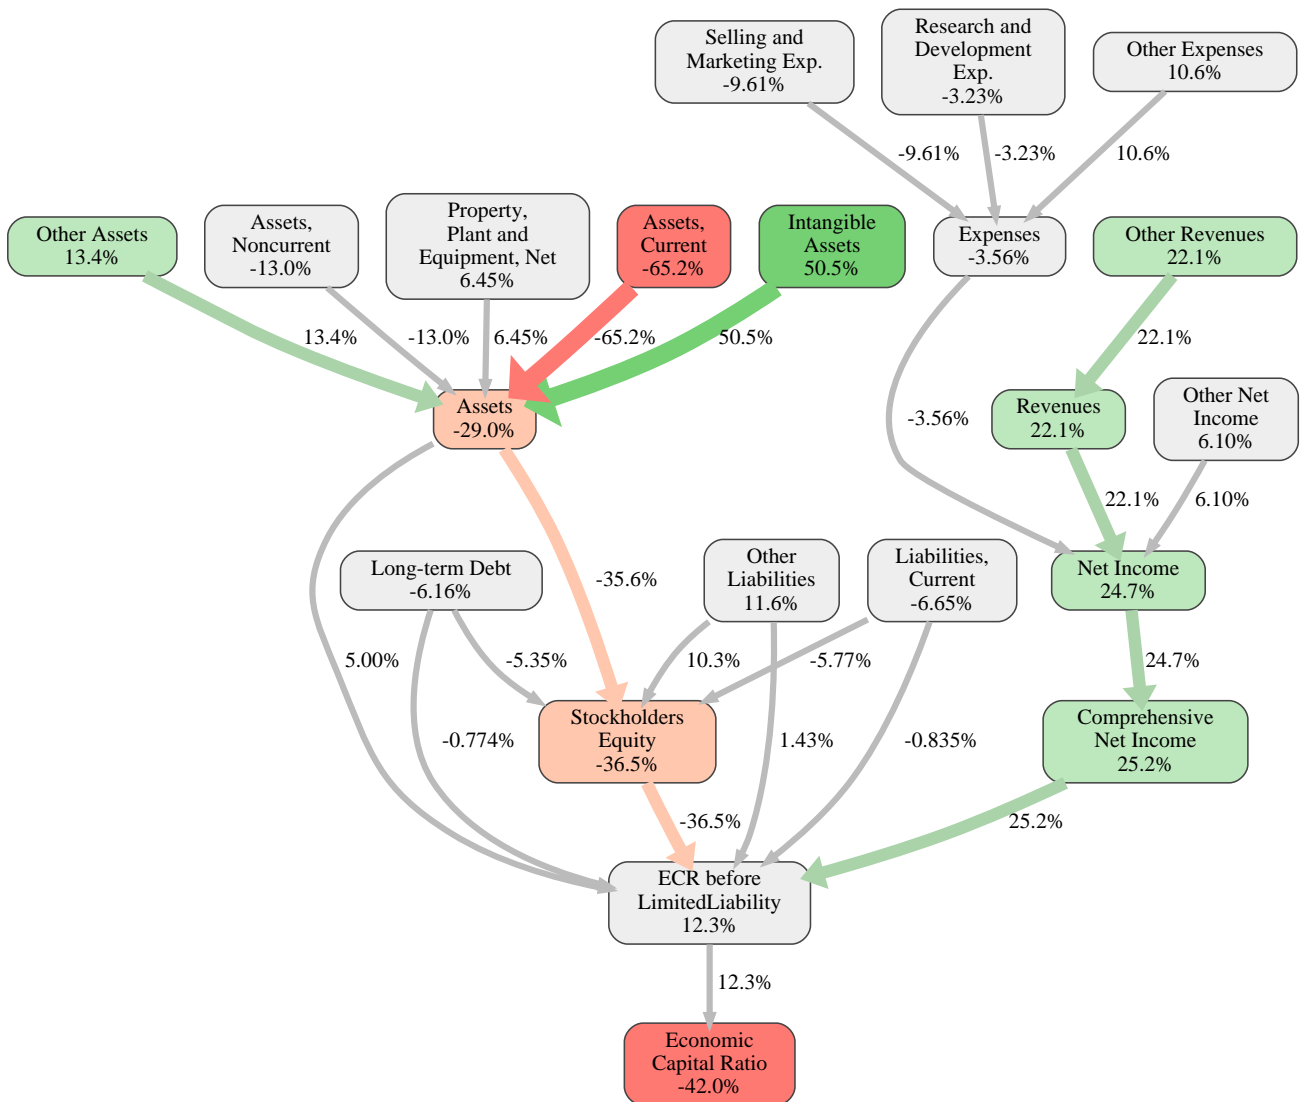 Selling and
Marketing Exp.
-9.61%
Research and
Development
Exp.
-3.23%
Other Expenses
10.6%
-9.61%
-3.23%
10.6%
Other Assets
13.4%
Assets,
Noncurrent
-13.0%
Property,
Plant and
Equipment, Net
6.45%
Assets,
Current
-65.2%
Intangible
Assets
50.5%
Expenses
-3.56%
Other Revenues
22.1%
13.4%
-13.0%
6.45%
-65.2%
50.5%
22.1%
Assets
-29.0%
-3.56%
Revenues
22.1%
Other Net
Income
6.10%
22.1%
6.10%
Long-term Debt
-6.16%
-35.6%
Other
Liabilities
11.6%
Liabilities,
Current
-6.65%
Net Income
24.7%
5.00%
-5.35%
10.3%
-5.77%
24.7%
-0.774%
Stockholders
Equity
-36.5%
1.43%
-0.835%
Comprehensive
Net Income
25.2%
-36.5%
25.2%
ECR before
LimitedLiability
12.3%
12.3%
Economic
Capital Ratio
-42.0%